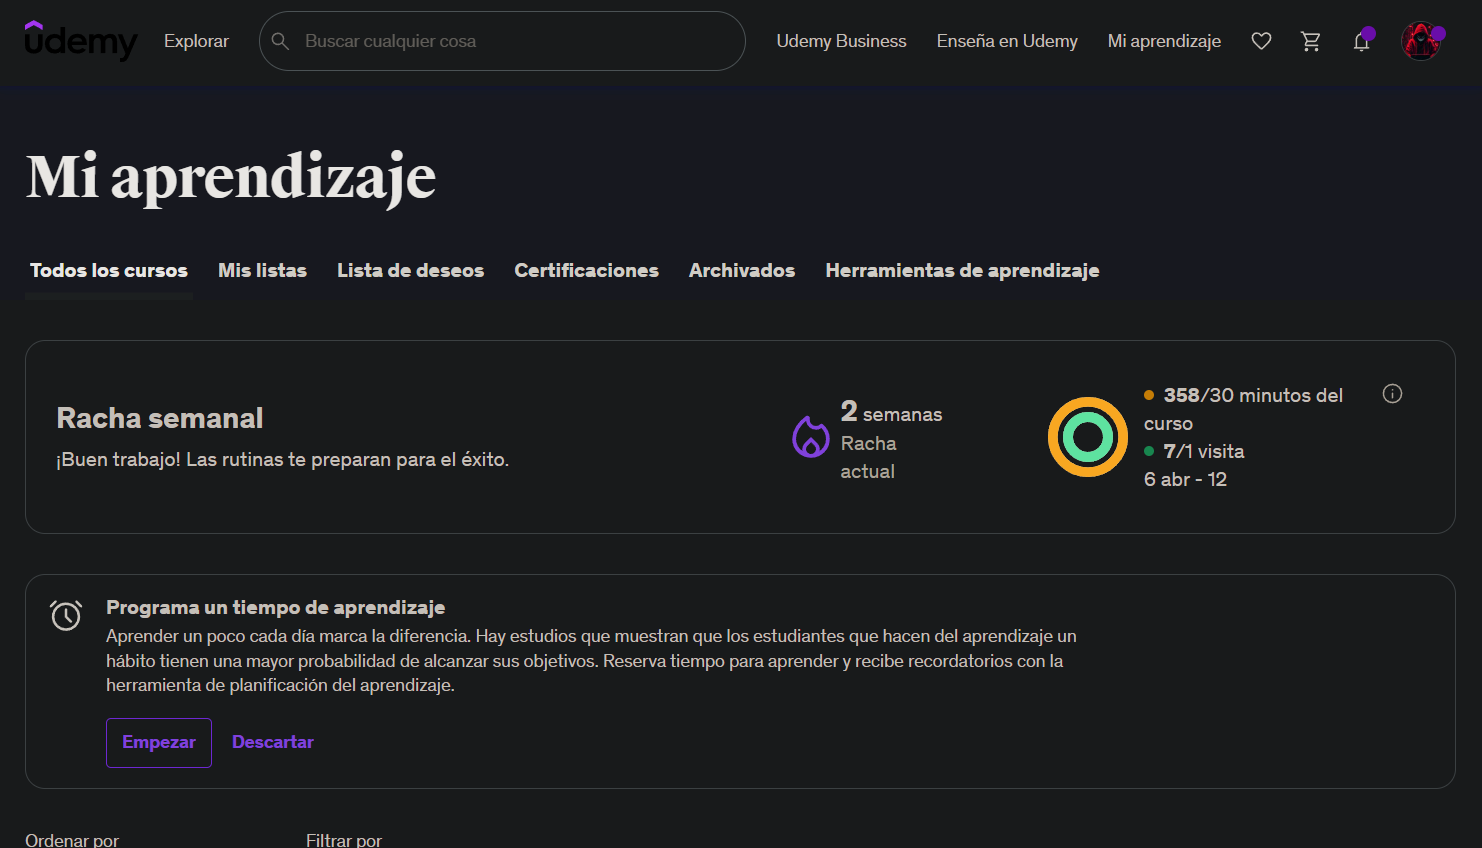 udemy
Explorar
Buscar cualquier cosa
Udemy Business
Enseña en Udemy
Mi aprendizaje
Mi aprendizaje
Todos los cursos
Mis listas
Lista de deseos
Certificaciones
Archivados
Herramientas de aprendizaje
Racha semanal
¡Buen trabajo! Las rutinas te preparan para el éxito.
2 semanas
Racha
actual
358/30 minutos del
curso
7/1 visita
6 abr - 12
Programa un tiempo de aprendizaje
Aprender un poco cada día marca la diferencia. Hay estudios que muestran que los estudiantes que hacen del aprendizaje un
hábito tienen una mayor probabilidad de alcanzar sus objetivos. Reserva tiempo para aprender y recibe recordatorios con la
herramienta de planificación del aprendizaje.
Empezar
Descartar
Ordenar por
Filtrar por